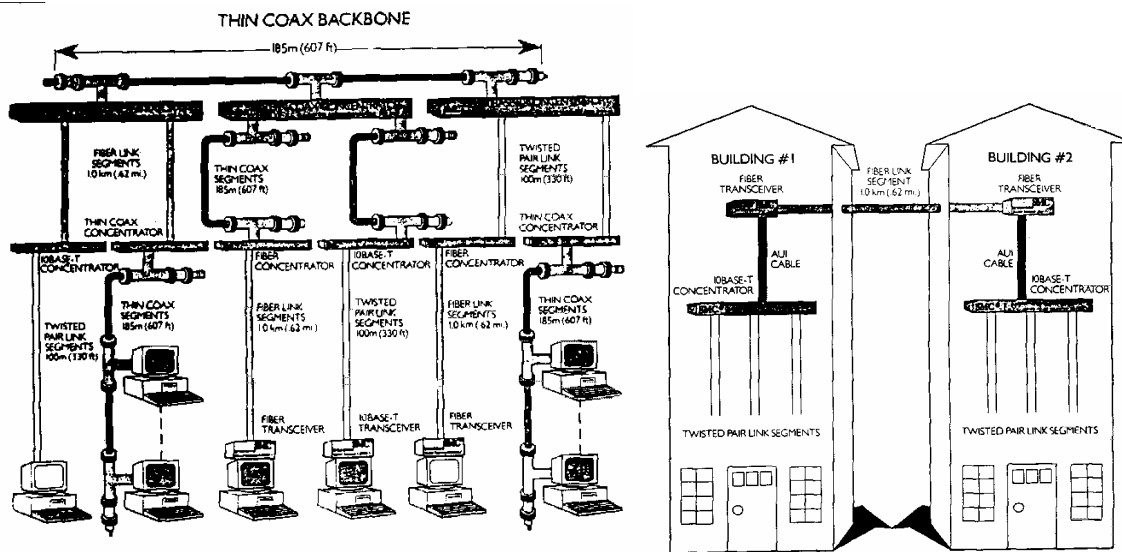 THIN COAX BACKBONE
185m (607 ft)
COAX CONCENTRATOR
FIBER LINK
SEGMENTS
1.0 km (.62 mi.)
THIN COAX
SEGMENTS
185m (607 ft)
TWISTED
PAIR LINK
SEGMENTS
100m (330 ft)
THIN COAX
CONCENTRATOR
THIN COAX
CONCENTRATOR
10BASE-T
CONCENTRATOR
FIBER
CONCENTRATOR
10BASE-T
CONCENTRATOR
FIBER
CONCENTRATOR
TWISTED
PAIR LINK
SEGMENTS
100m (330 ft)
THIN COAX
SEGMENTS
185m (607 ft)
FIBER LINK
SEGMENTS
1.0 km (.62 mi.)
TWISTED
PAIR LINK
SEGMENTS
100m (330 ft)
FIBER LINK
SEGMENTS
1.0 km (.62 mi.)
THIN COAX
SEGMENTS
185m (607 ft)
FIBER
TRANSCEIVER
10BASE-T
TRANSCEIVER
FIBER
TRANSCEIVER
BUILDING #1
FIBER
TRANSCEIVER
FIBER LINK
SEGMENT
1.0 km (.62 mi.)
BUILDING #2
FIBER
TRANSCEIVER
SMC
AUI
CABLE
AUI
CABLE
10BASE-T
CONCENTRATOR
SMC
10BASE-T
CONCENTRATOR
SMC
TWISTED PAIR LINK SEGMENTS
TWISTED PAIR LINK SEGMENTS